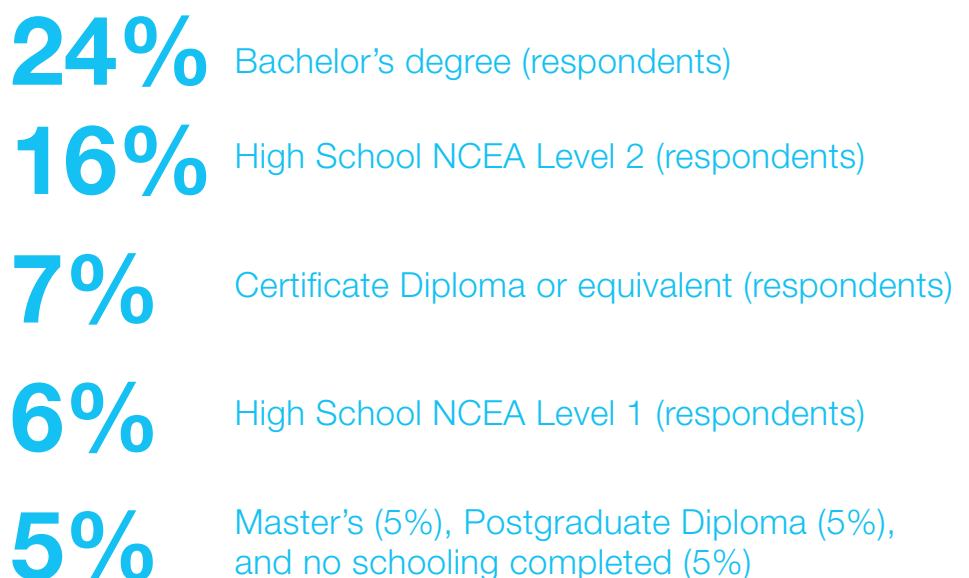 24% Bachelor’s degree (respondents)
16% High School NCEA Level 2 (respondents)
7% Certificate Diploma or equivalent (respondents)
6% High School NCEA Level 1 (respondents)
5% Master’s (5%), Postgraduate Diploma (5%),
and no schooling completed (5%)